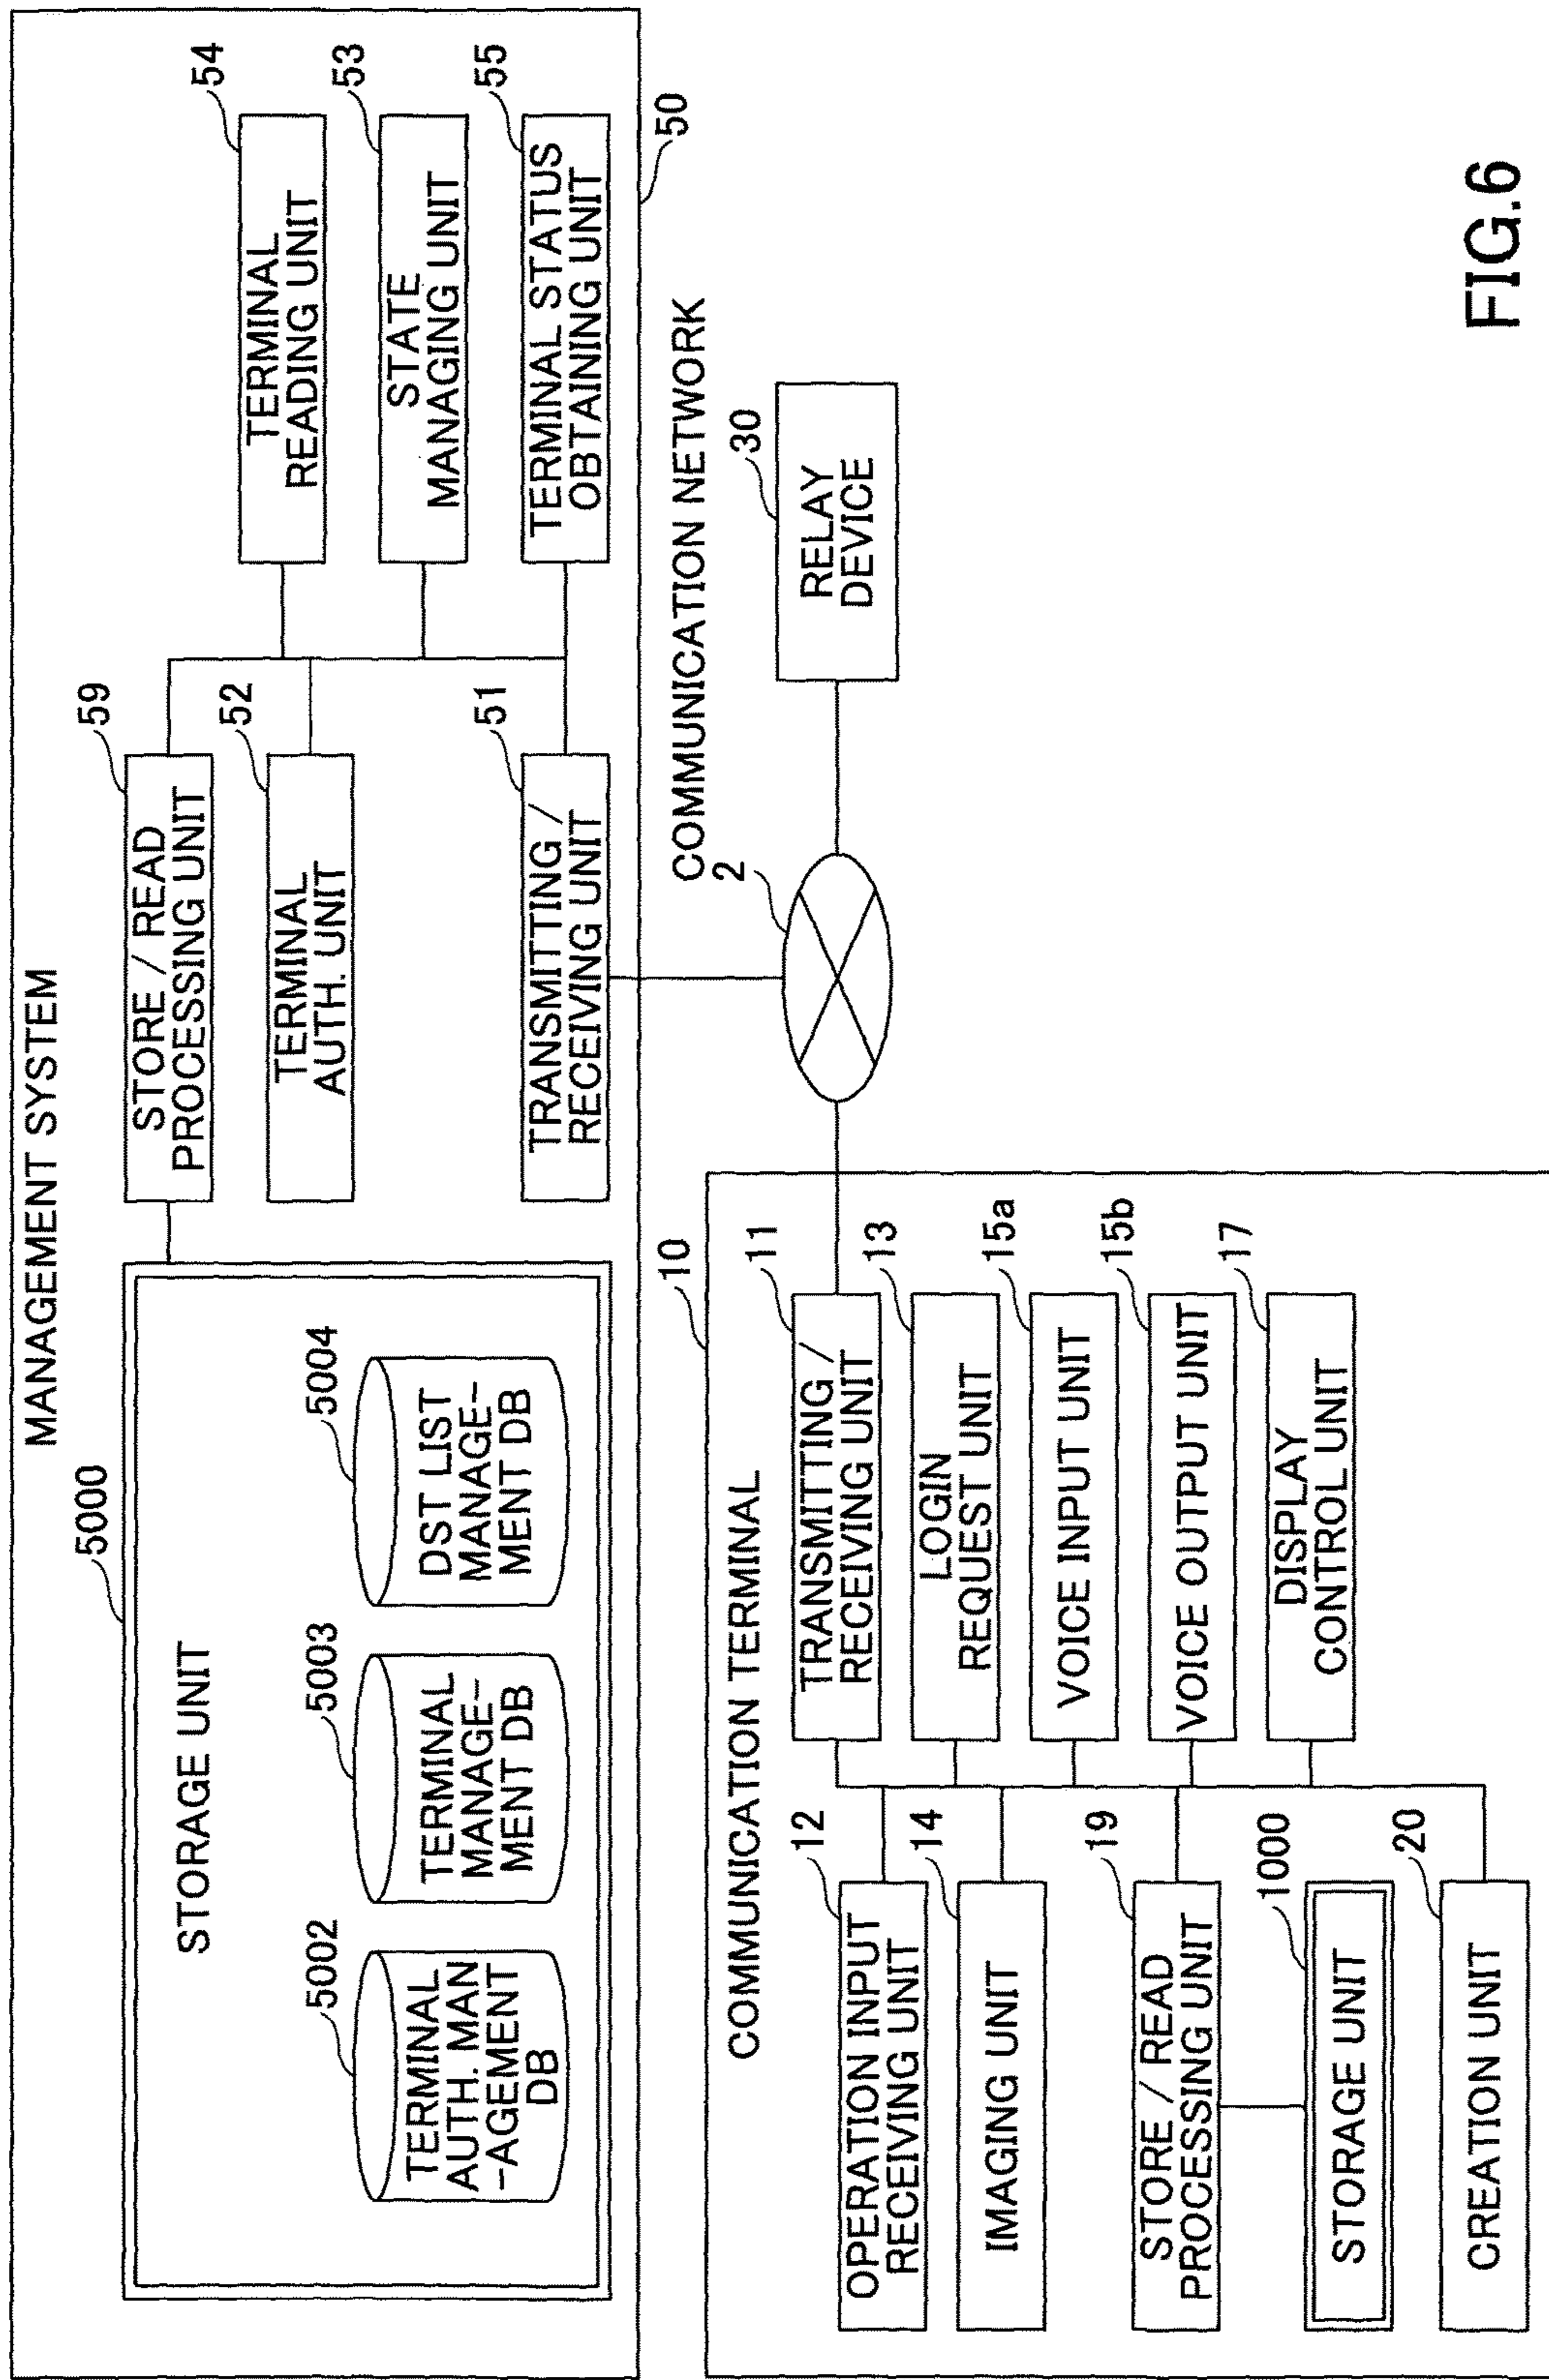 MANAGEMENT SYSTEM
5000
STORAGE UNIT
5002
TERMINAL
AUTH. MAN
-AGEMENT
DB
5003
TERMINAL
MANAGE-
MENT DB
5004
DST LIST
MANAGE-
MENT DB
59
STORE / READ
PROCESSING UNIT
52
TERMINAL
AUTH. UNIT
51
TRANSMITTING /
RECEIVING UNIT
54
TERMINAL
READING UNIT
53
STATE
MANAGING UNIT
55
TERMINAL STATUS
OBTAINING UNIT
50
COMMUNICATION NETWORK
2
30
RELAY
DEVICE
COMMUNICATION TERMINAL
10
12
OPERATION INPUT
RECEIVING UNIT
14
IMAGING UNIT
19
STORE / READ
PROCESSING UNIT
1000
STORAGE UNIT
20
CREATION UNIT
11
TRANSMITTING /
RECEIVING UNIT
13
LOGIN
REQUEST UNIT
15a
VOICE INPUT UNIT
15b
VOICE OUTPUT UNIT
17
DISPLAY
CONTROL UNIT
FIG.6